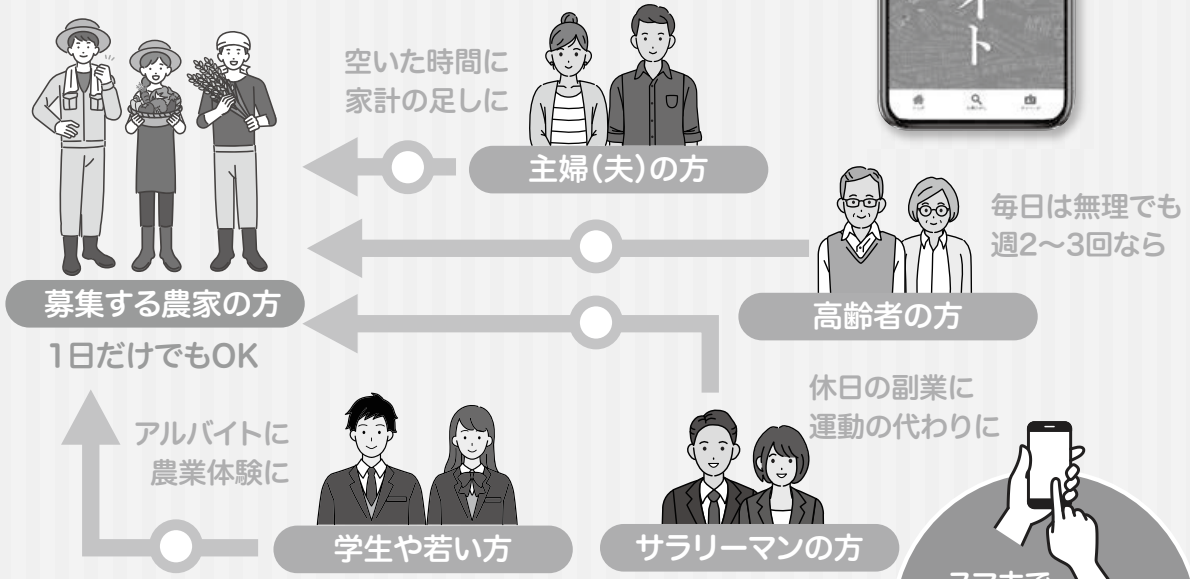 イト
空いた時間に
家計の足しに
主婦(夫)の方
毎日は無理でも
週2～3回なら
高齢者の方
募集する農家の方
1日だけでもOK
休日の副業に
運動の代わりに
アルバイトに
農業体験に
学生や若い方
サラリーマンの方